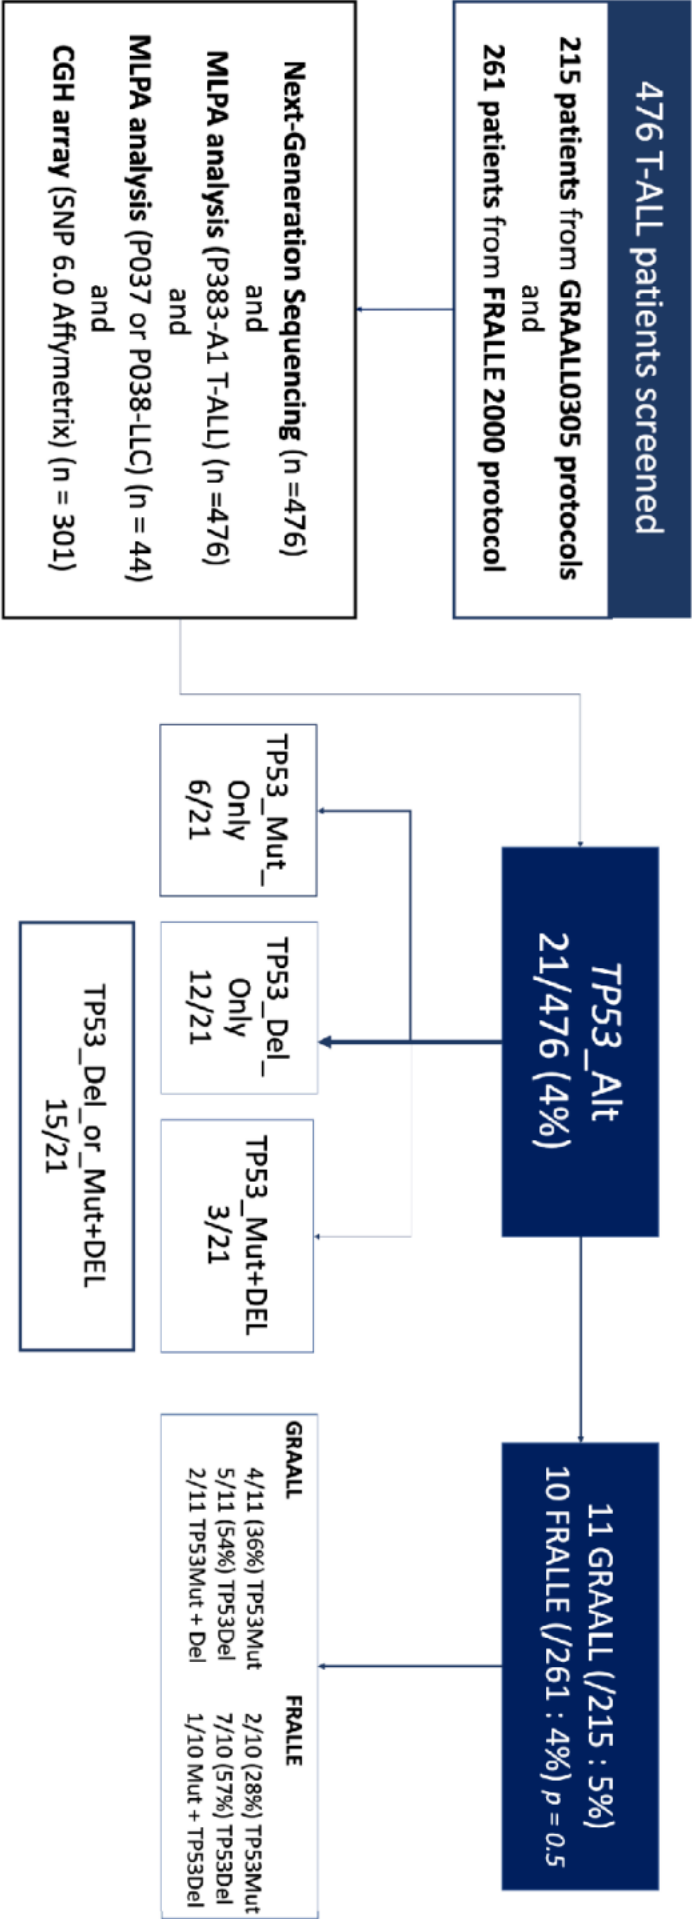 476 T-ALL patients screened
215 patients from GRAALL0305 protocols
and
261 patients from FRALLE 2000 protocol
Next-Generation Sequencing (n =476)
and
MLPA analysis (P383-A1 T-ALL) (n =476)
and
MLPA analysis (P037 or P038-LLC) (n = 44)
and
CGH array (SNP 6.0 Affymetrix) (n = 301)
TP53_Alt
21/476 (4%)
TP53_Mut_
Only
6/21
TP53_Del_
Only
12/21
TP53_Mut+DEL
3/21
TP53_Del_or_Mut+DEL
15/21
11 GRAALL (/215 : 5%)
10 FRALLE (/261 : 4%) p = 0.5
GRAALL
4/11 (36%) TP53Mut
5/11 (54%) TP53Del
2/11 TP53Mut + Del
FRALLE
2/10 (28%) TP53Mut
7/10 (57%) TP53Del
1/10 Mut + TP53Del